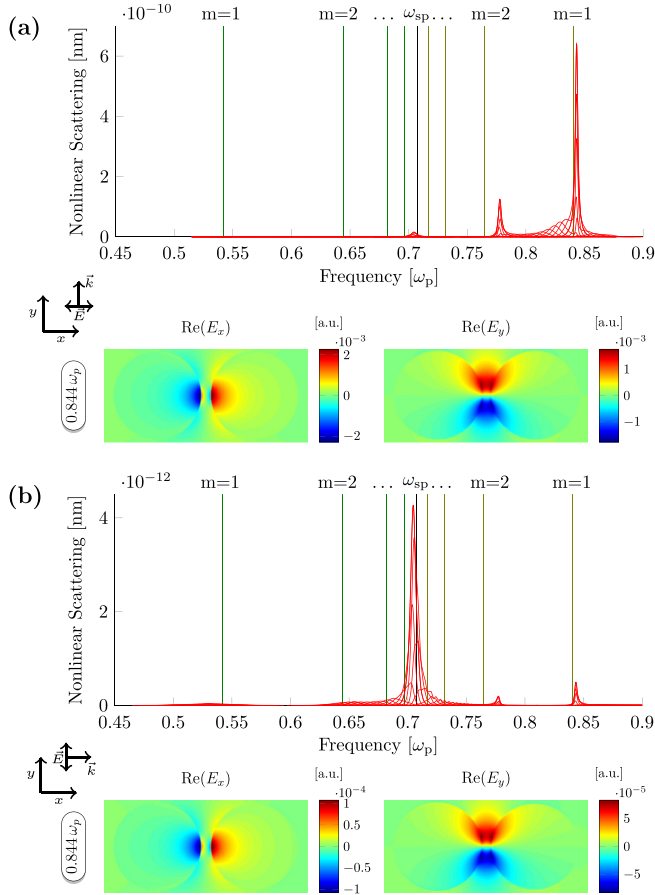 (a)
·10⁻¹⁰ m=1 m=2 … ω_sp … m=2 m=1
Nonlinear Scattering [nm]
6
4
2
0
0.45 0.5 0.55 0.6 0.65 0.7 0.75 0.8 0.85 0.9
Frequency [ω_p]
k⃗
E⃗
y
x
Re(E_x) [a.u.] Re(E_y) [a.u.]
·10⁻³ ·10⁻³
0.844 ω_p
2
0
−2
1
0
−1
(b)
·10⁻¹² m=1 m=2 … ω_sp … m=2 m=1
Nonlinear Scattering [nm]
4
2
0
0.45 0.5 0.55 0.6 0.65 0.7 0.75 0.8 0.85 0.9
Frequency [ω_p]
E⃗
k⃗
y
x
Re(E_x) [a.u.] Re(E_y) [a.u.]
·10⁻⁴ ·10⁻⁵
0.844 ω_p
1
0.5
0
−0.5
−1
5
0
−5